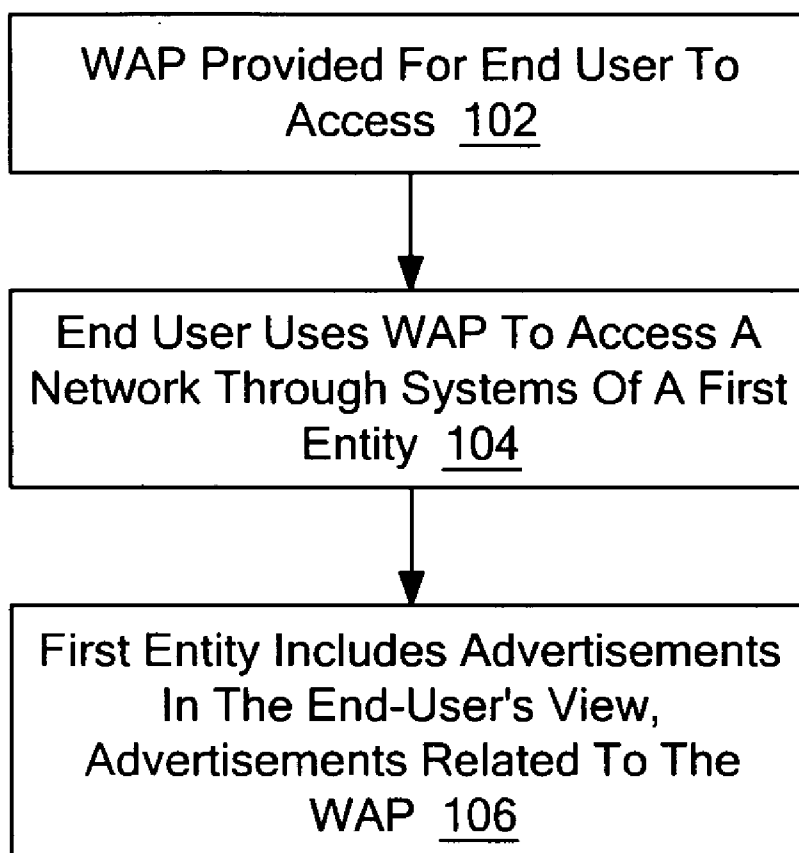 WAP Provided For End User To
Access 102
End User Uses WAP To Access A
Network Through Systems Of A First
Entity 104
First Entity Includes Advertisements
In The End-User's View,
Advertisements Related To The
WAP 106